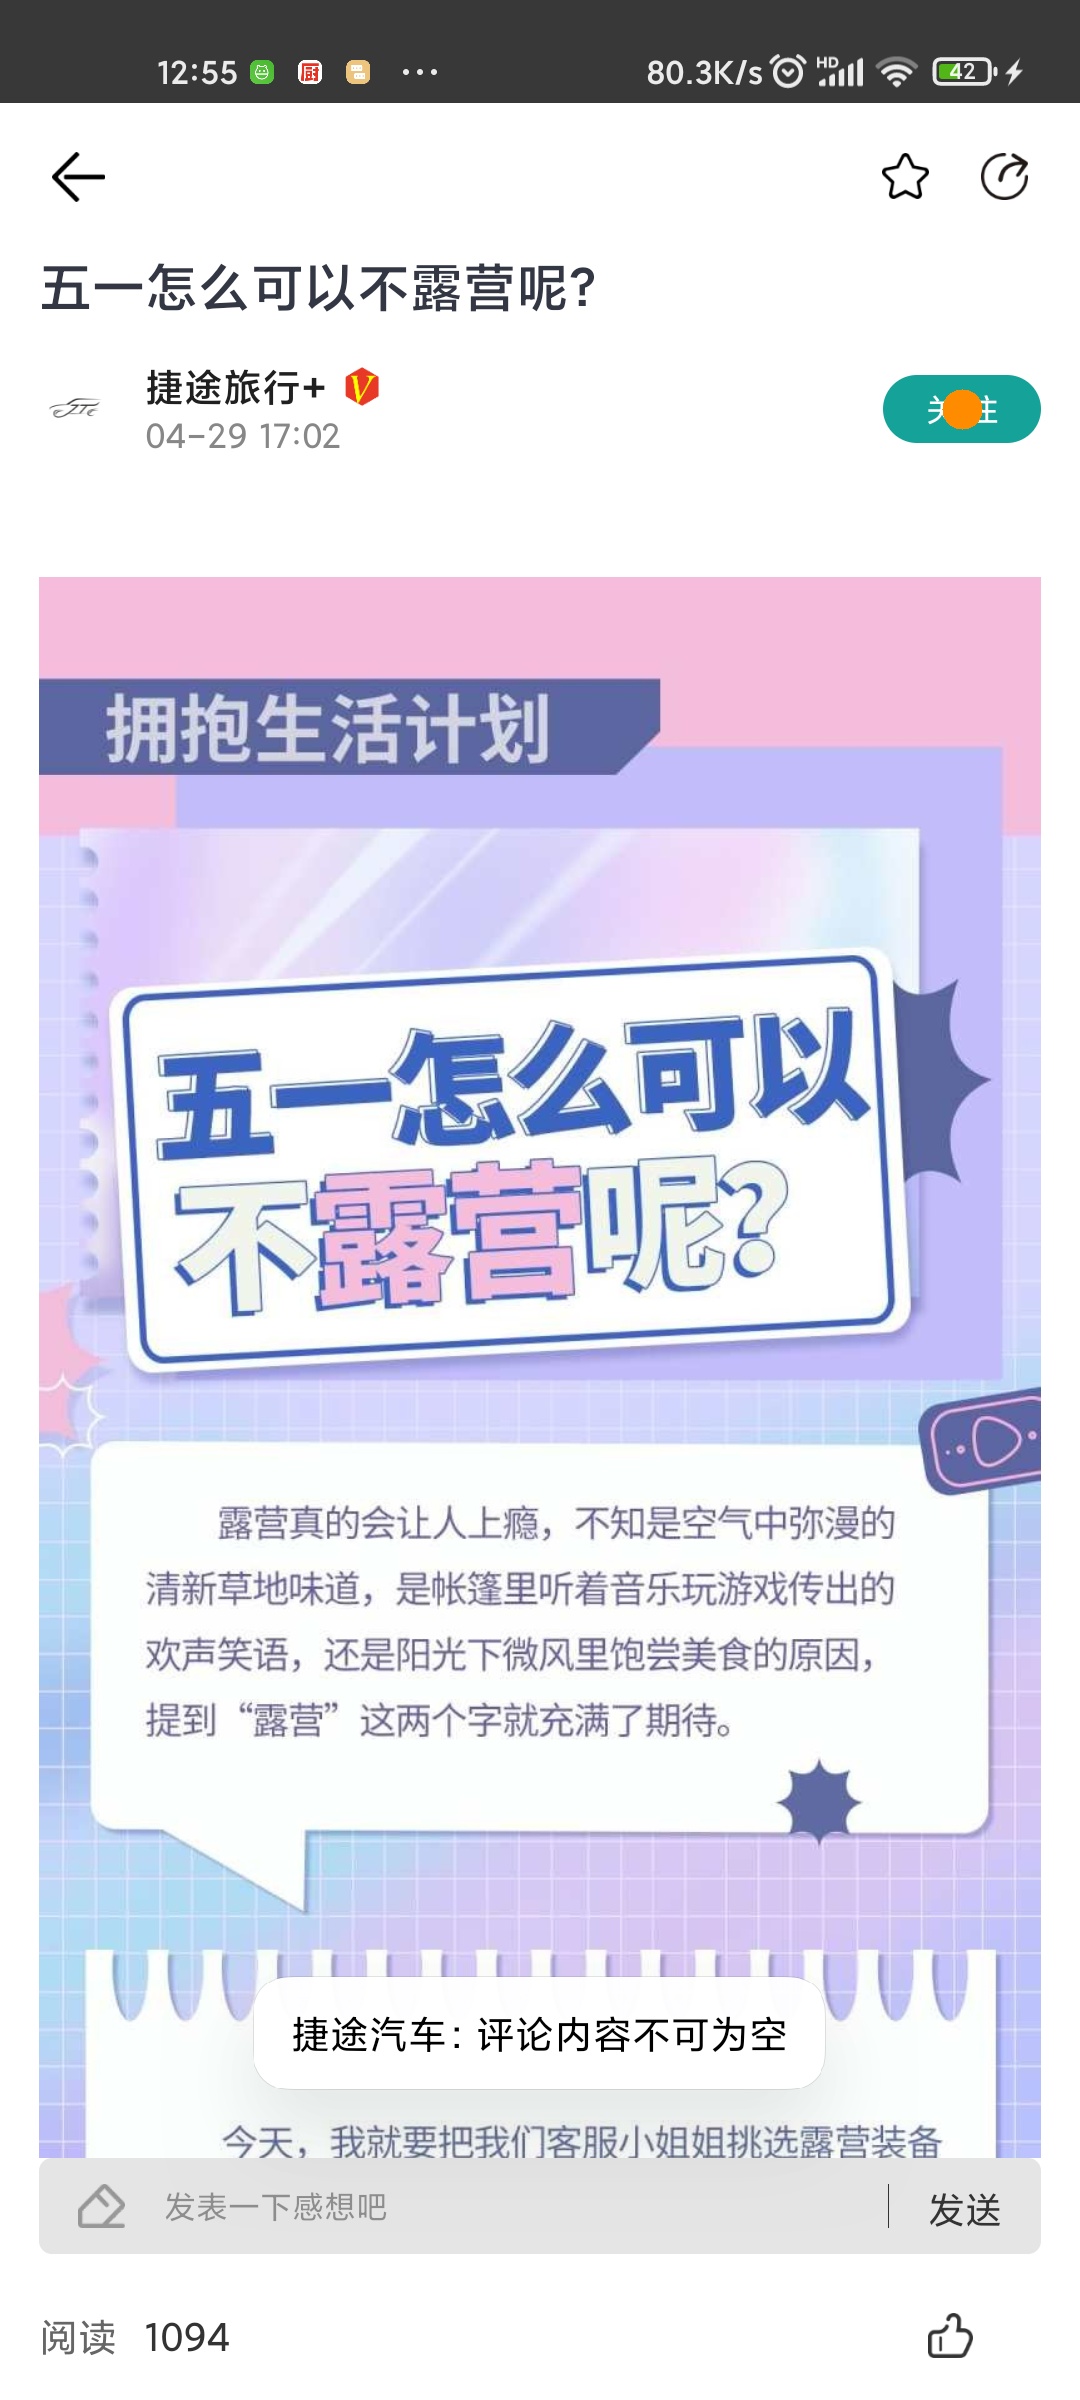 12:55
厨
80.3K/s
HD
42
五一怎么可以不露营呢?
捷途旅行+
V
04-29 17:02
拥抱生活计划
五一怎么可以
不露营呢?
露营真的会让人上瘾，不知是空气中弥漫的
清新草地味道，是帐篷里听着音乐玩游戏传出的
欢声笑语，还是阳光下微风里饱尝美食的原因，
提到“露营”这两个字就充满了期待。
捷途汽车: 评论内容不可为空
今天，我就要把我们客服小姐姐挑选露营装备
发表一下感想吧
发送
阅读 1094